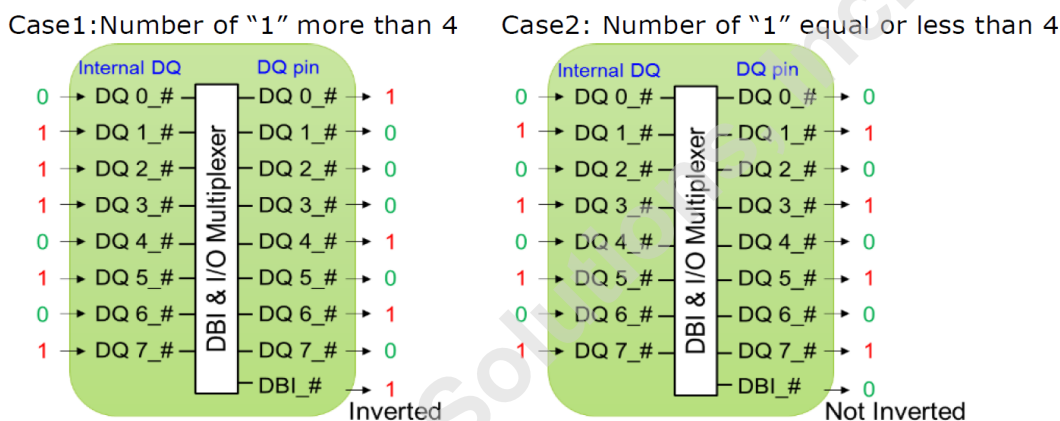 Case1:Number of “1” more than 4
Internal DQ DQ pin
0 DQ 0_# DQ 0_# 1
1 DQ 1_# DQ 1_# 0
1 DQ 2_# DQ 2_# 0
1 DQ 3_# DQ 3_# 0
0 DQ 4_# DQ 4_# 1
1 DQ 5_# DQ 5_# 0
0 DQ 6_# DQ 6_# 1
1 DQ 7_# DQ 7_# 0
DBI_# 1
DBI & I/O Multiplexer
Inverted
Case2: Number of “1” equal or less than 4
Internal DQ DQ pin
0 DQ 0_# DQ 0_# 0
1 DQ 1_# DQ 1_# 1
0 DQ 2_# DQ 2_# 0
1 DQ 3_# DQ 3_# 1
0 DQ 4_# DQ 4_# 0
1 DQ 5_# DQ 5_# 1
0 DQ 6_# DQ 6_# 0
1 DQ 7_# DQ 7_# 1
DBI_# 0
DBI & I/O Multiplexer
Not Inverted
Solutions, Inc